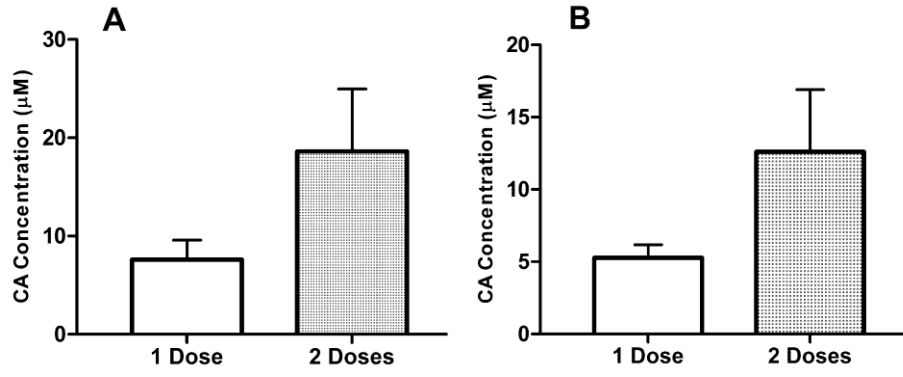 A
CA Concentration (μM)
30
20
10
0
1 Dose
2 Doses
B
CA Concentration (μM)
20
15
10
5
0
1 Dose
2 Doses